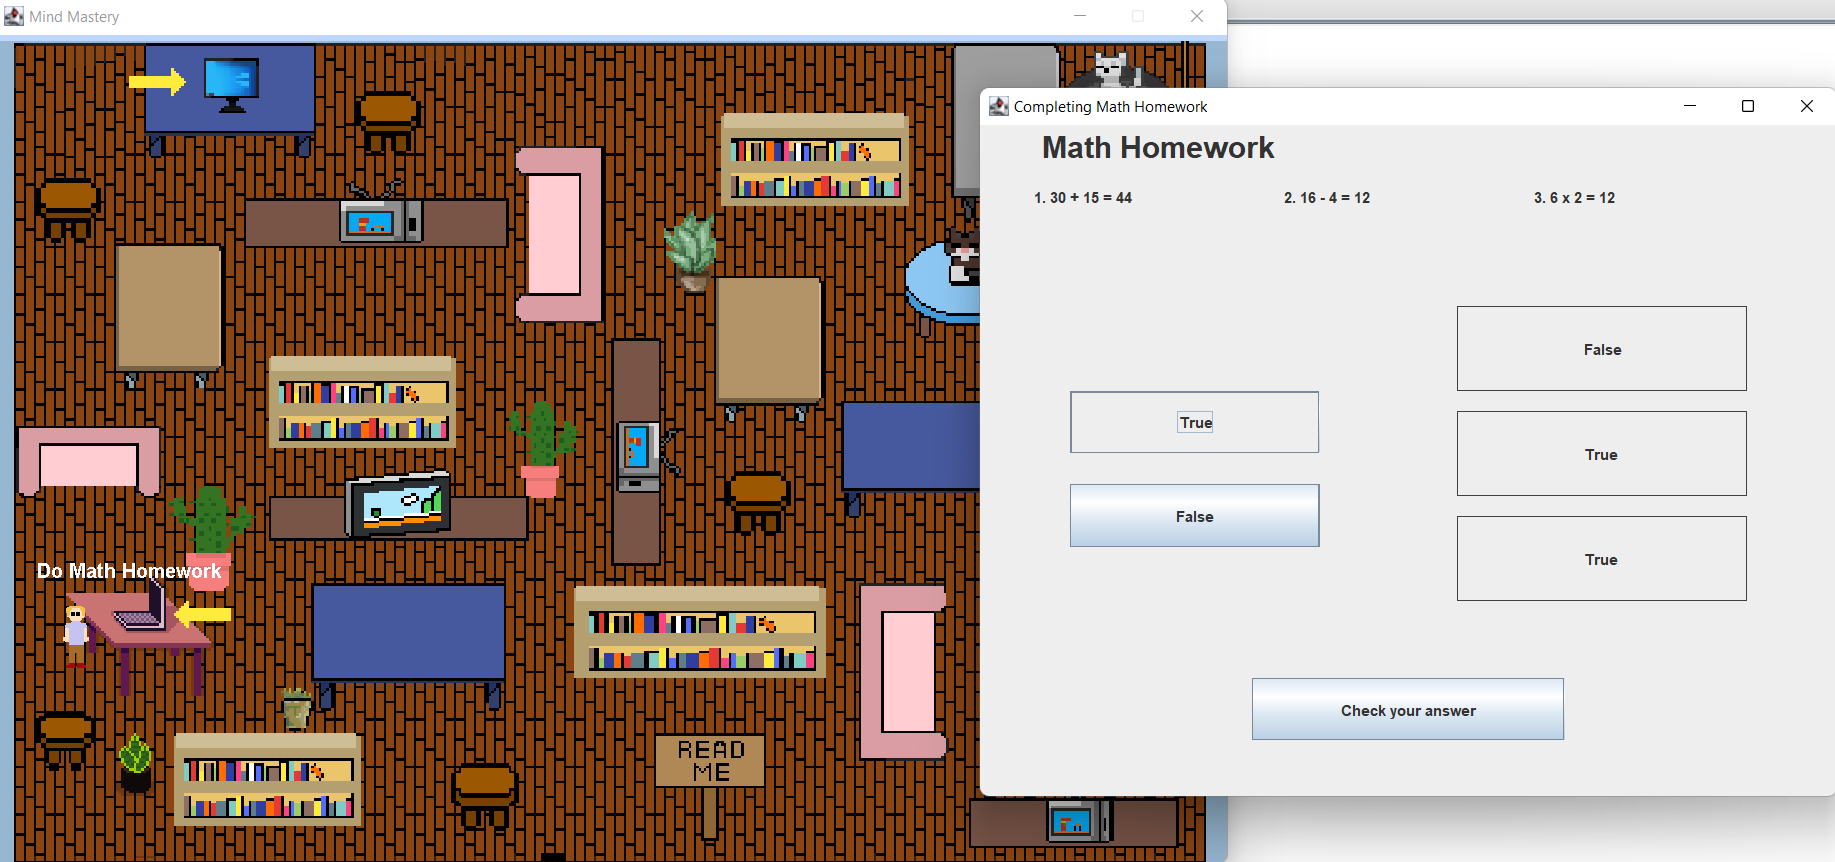 Mind Mastery
Completing Math Homework
Math Homework
1. 30 + 15 = 44
2. 16 - 4 = 12
3. 6 x 2 = 12
False
True
True
False
True
Check your answer
Do Math Homework
READ
ME